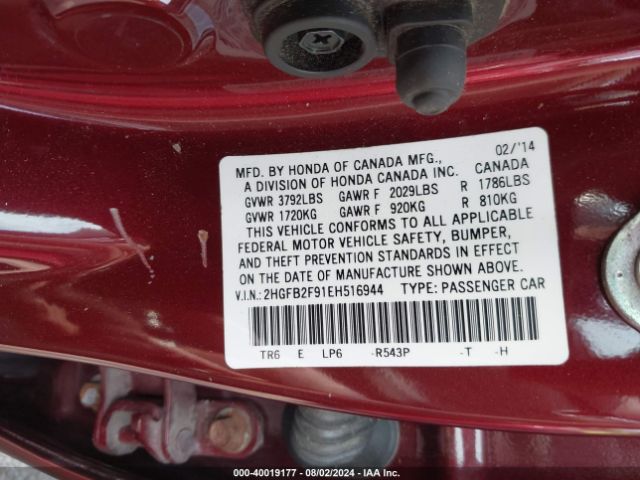 02/'14
MFD. BY HONDA OF CANADA MFG., CANADA
A DIVISION OF HONDA CANADA INC.
GVWR 3792LBS GAWR F 2029LBS R 1786LBS
GVWR 1720KG GAWR F 920KG R 810KG
THIS VEHICLE CONFORMS TO ALL APPLICABLE
FEDERAL MOTOR VEHICLE SAFETY, BUMPER,
AND THEFT PREVENTION STANDARDS IN EFFECT
ON THE DATE OF MANUFACTURE SHOWN ABOVE.
V.I.N.: 2HGFB2F91EH516944 TYPE: PASSENGER CAR
TR6 E LP6 -R543P -T -H
000-40019177 - 08/02/2024 - IAA Inc.